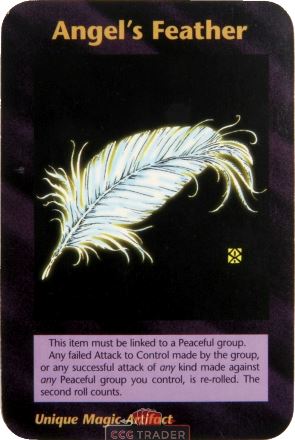 Angel's Feather
This item must be linked to a Peaceful group.
Any failed Attack to Control made by the group,
or any successful attack of any kind made against
any Peaceful group you control, is re-rolled. The
second roll counts.
Unique Magic Artifact
CCG TRADER